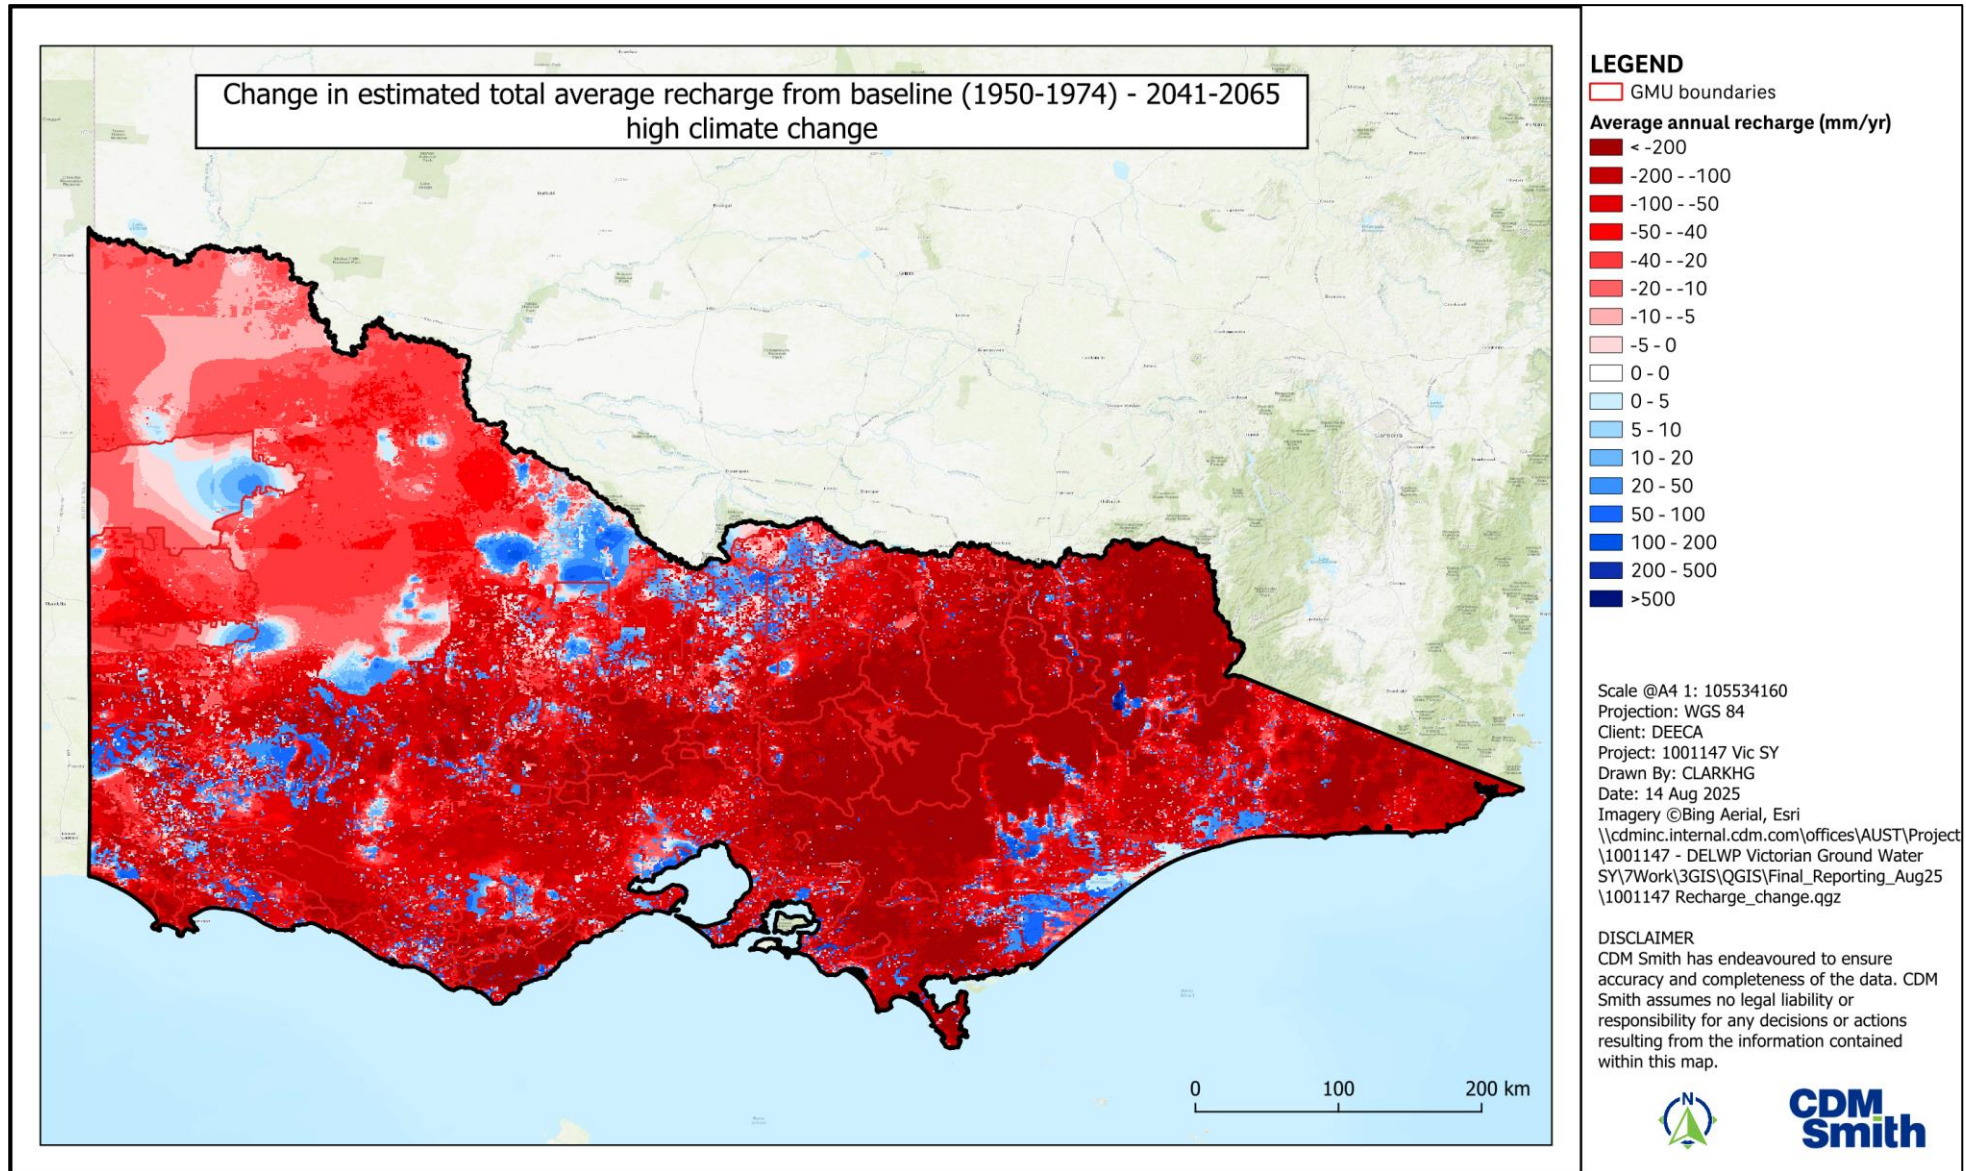 Change in estimated total average recharge from baseline (1950-1974) - 2041-2065
high climate change
LEGEND
GMU boundaries
Average annual recharge (mm/yr)
< -200
-200 - -100
-100 - -50
-50 - -40
-40 - -20
-20 - -10
-10 - -5
-5 - 0
0 - 0
0 - 5
5 - 10
10 - 20
20 - 50
50 - 100
100 - 200
200 - 500
>500
Scale @A4 1: 105534160
Projection: WGS 84
Client: DEECA
Project: 1001147 Vic SY
Drawn By: CLARKHG
Date: 14 Aug 2025
Imagery ©Bing Aerial, Esri
\\cdminc.internal.cdm.com\offices\AUST\Project
\1001147 - DELWP Victorian Ground Water
SY\7Work\3GIS\QGIS\Final_Reporting_Aug25
\1001147 Recharge_change.qgz
DISCLAIMER
CDM Smith has endeavoured to ensure
accuracy and completeness of the data. CDM
Smith assumes no legal liability or
responsibility for any decisions or actions
resulting from the information contained
within this map.
0 100 200 km
N
CDM
Smith